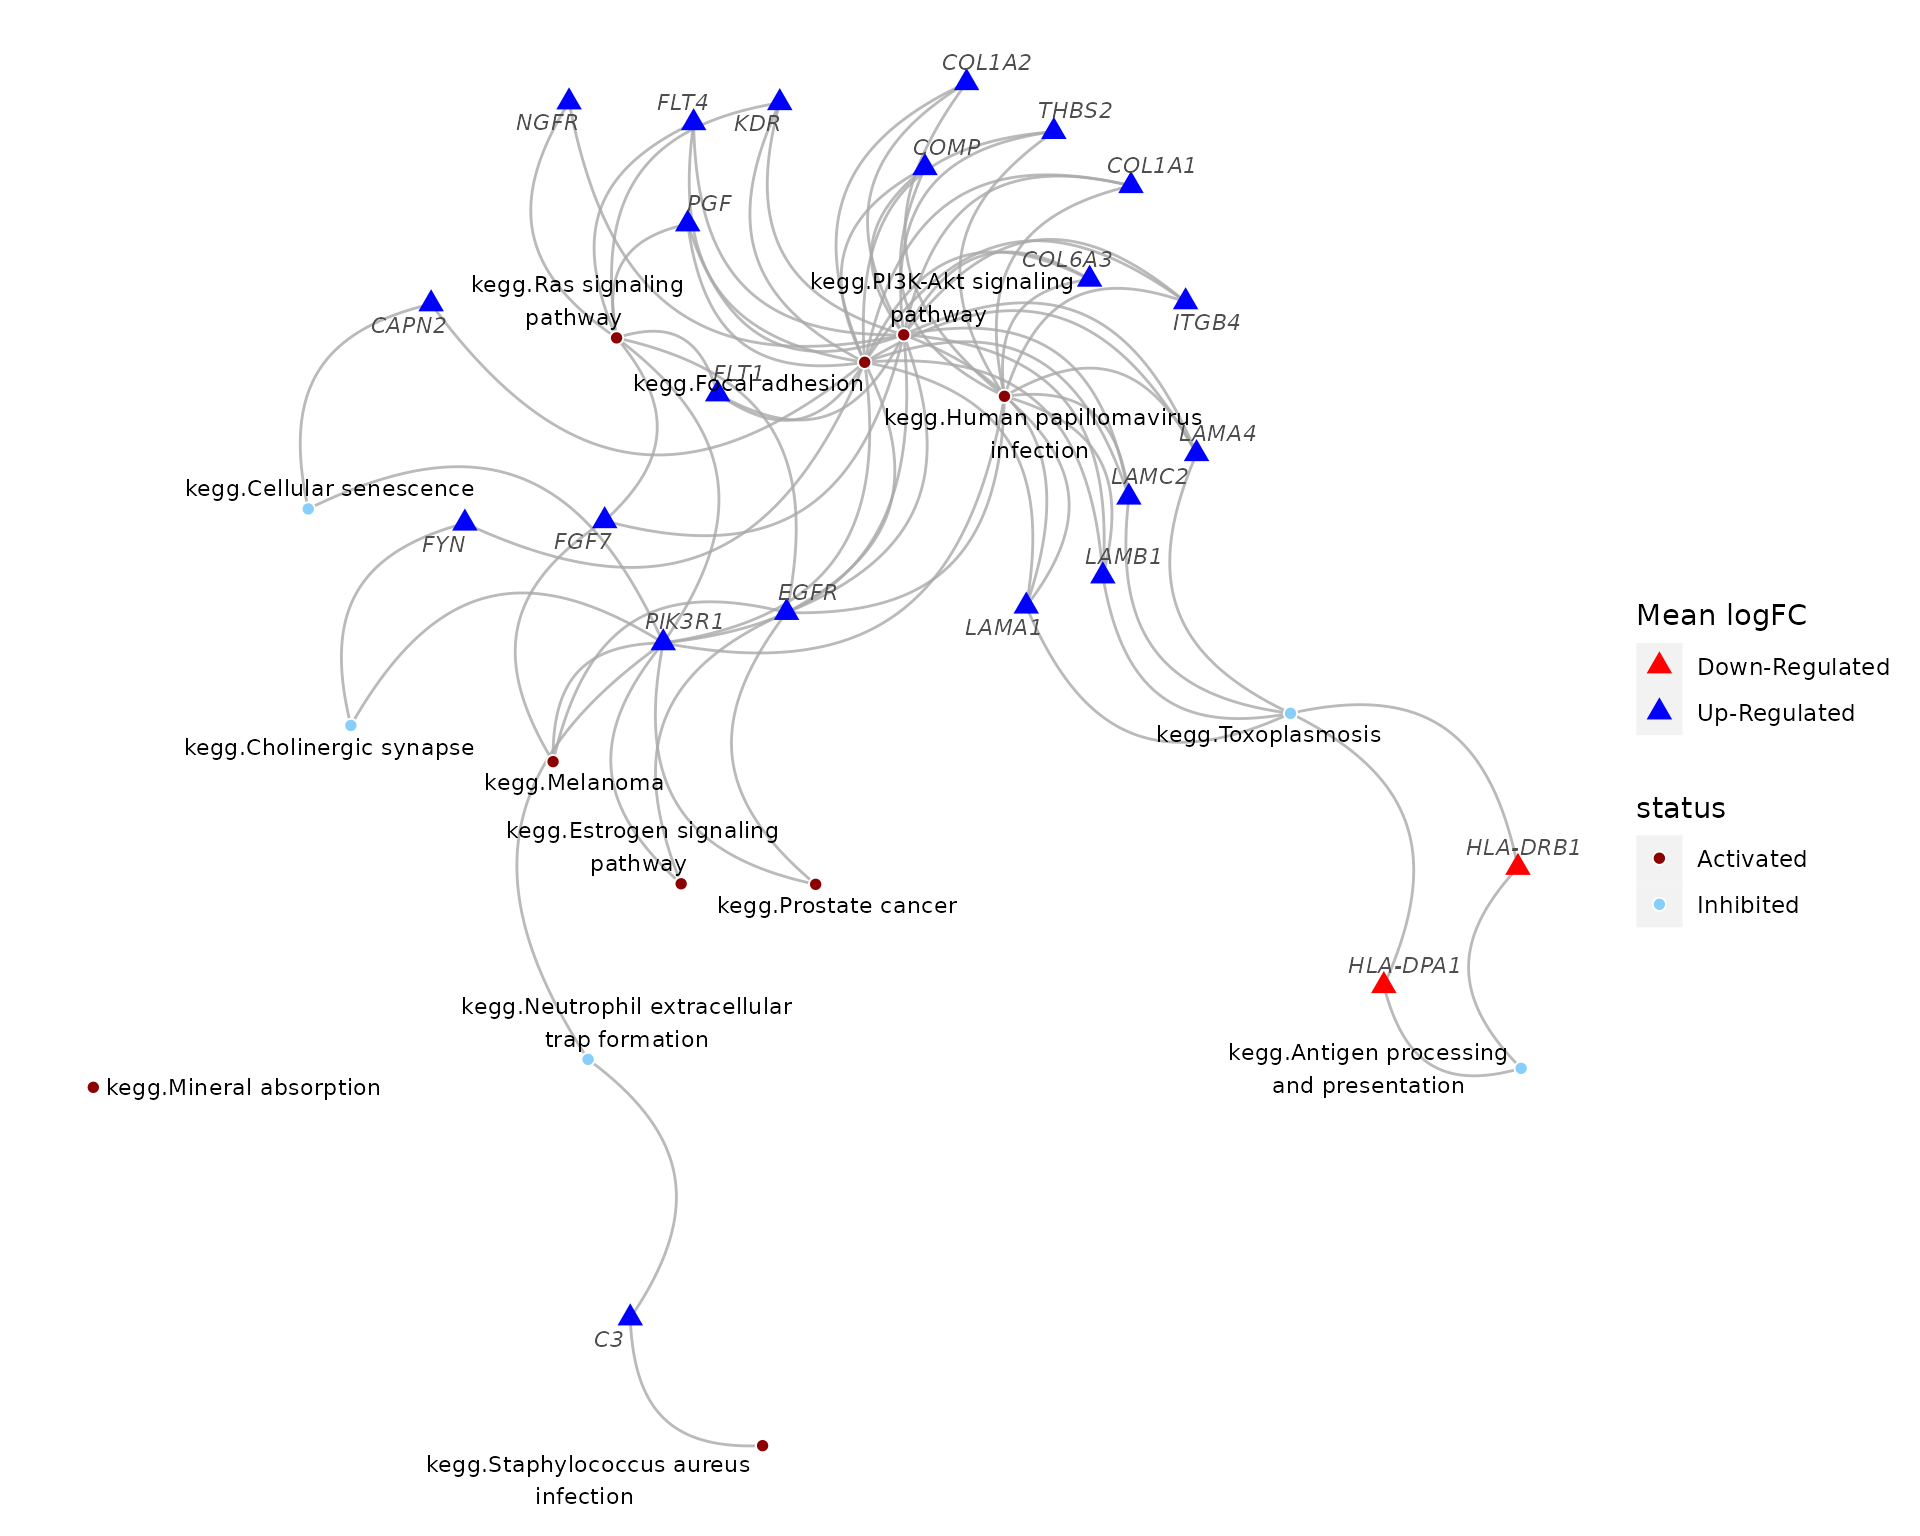 COL1A2
FLT4
NGFR
KDR
THBS2
COMP
COL1A1
PGF
COL6A3
kegg.Ras signaling
pathway
kegg.PI3K-Akt signaling
pathway
CAPN2
ITGB4
FLT1
kegg.Focal adhesion
kegg.Human papillomavirus
infection
LAMA4
LAMC2
kegg.Cellular senescence
FYN
FGF7
LAMB1
EGFR
PIK3R1
LAMA1
Mean logFC
Down-Regulated
Up-Regulated
kegg.Toxoplasmosis
kegg.Cholinergic synapse
kegg.Melanoma
status
Activated
Inhibited
kegg.Estrogen signaling
pathway
HLA-DRB1
kegg.Prostate cancer
HLA-DPA1
kegg.Neutrophil extracellular
trap formation
kegg.Antigen processing
and presentation
kegg.Mineral absorption
C3
kegg.Staphylococcus aureus
infection